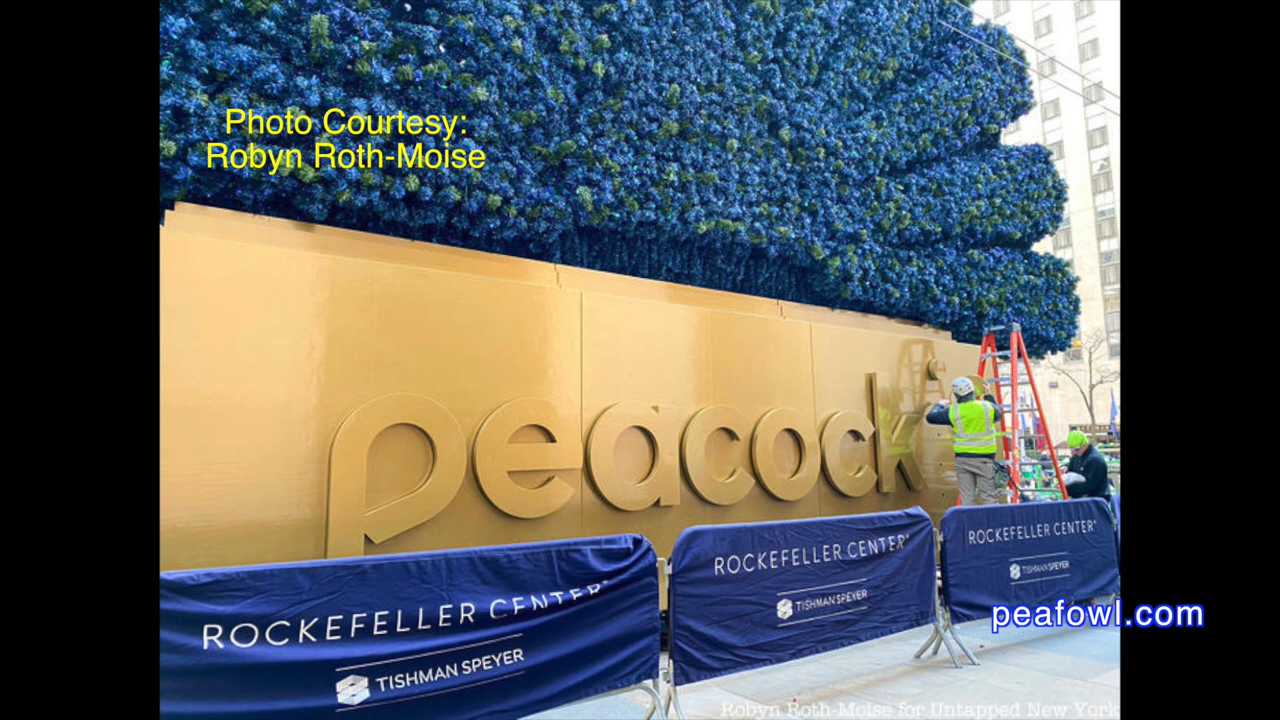 Photo Courtesy:
Robyn Roth-Moise
peacock
ROCKEFELLER CENTER
TISHMAN SPEYER
ROCKEFELLER CENTER
TISHMAN SPEYER
ROCKEFELLER CENTER
TISHMAN SPEYER
peafowl.com
Robyn Roth-Moise for Untapped New York